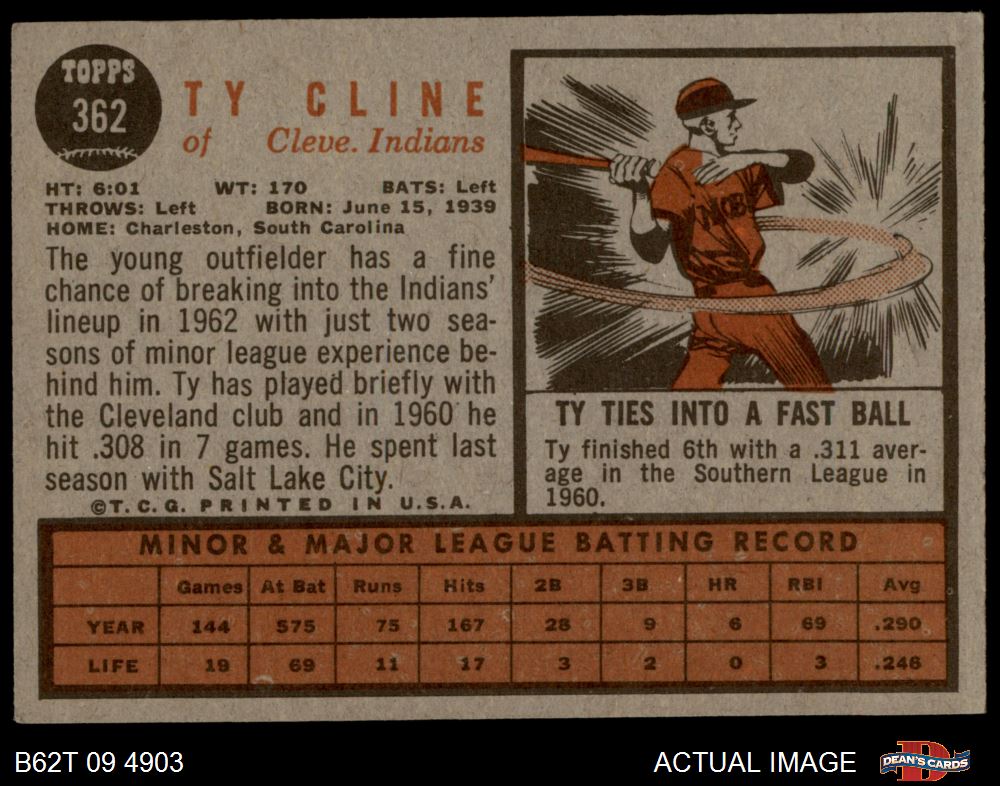 TOPPS
362
TY CLINE
of Cleve. Indians
HT: 6:01 WT: 170 BATS: Left
THROWS: Left BORN: June 15, 1939
HOME: Charleston, South Carolina
The young outfielder has a fine
chance of breaking into the Indians'
lineup in 1962 with just two sea-
sons of minor league experience be-
hind him. Ty has played briefly with
the Cleveland club and in 1960 he
hit .308 in 7 games. He spent last
season with Salt Lake City.
©T.C.G. PRINTED IN U.S.A.
MOB
TY TIES INTO A FAST BALL
Ty finished 6th with a .311 aver-
age in the Southern League in
1960.
MINOR & MAJOR LEAGUE BATTING RECORD
Games At Bat Runs Hits 2B 3B HR RBI Avg
YEAR 144 575 75 167 28 9 6 69 .290
LIFE 19 69 11 17 3 2 0 3 .246
B62T 09 4903 ACTUAL IMAGE
DEAN'S CARDS